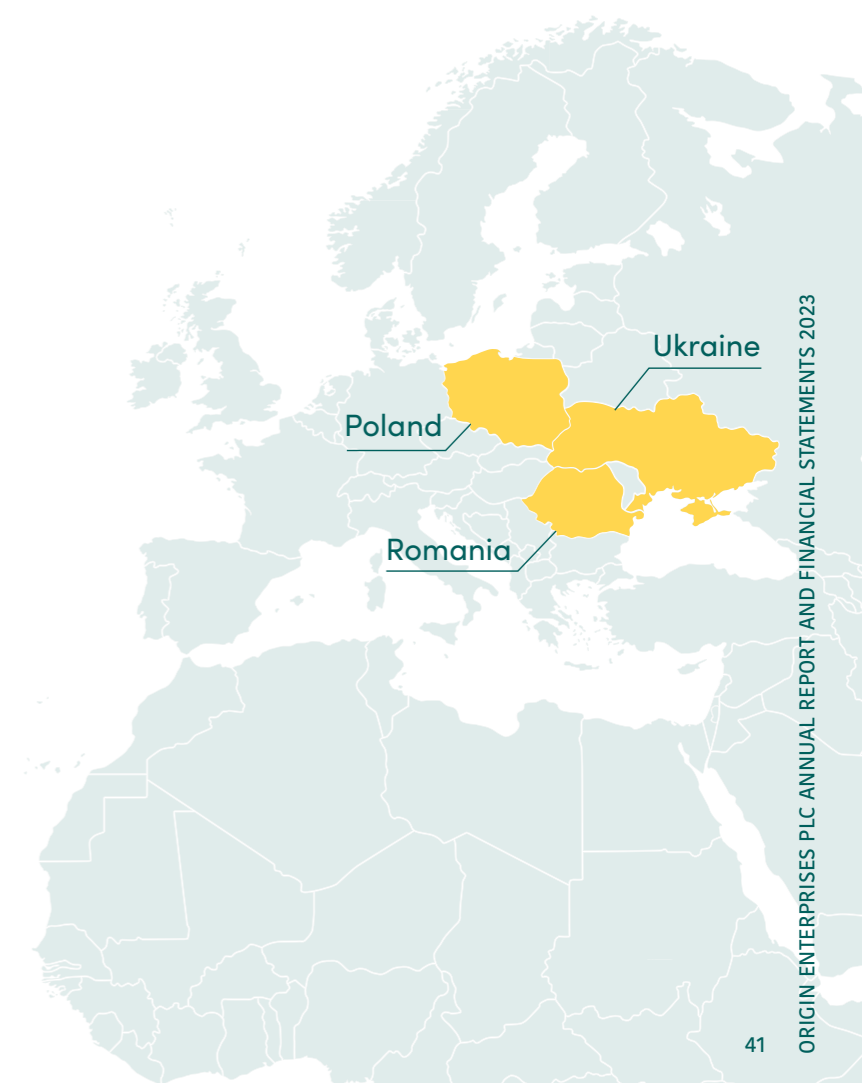 Ukraine
Poland
Romania
ORIGIN ENTERPRISES PLC ANNUAL REPORT AND FINANCIAL STATEMENTS 2023
41